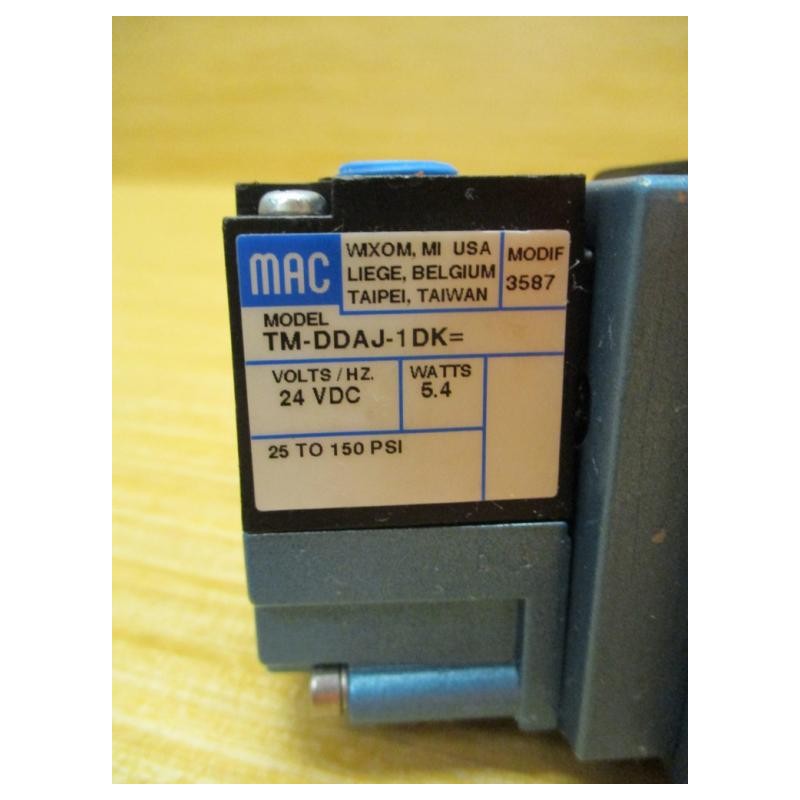 MAC
WIXOM, MI USA
LIEGE, BELGIUM
TAIPEI, TAIWAN
MODIF
3587
MODEL
TM-DDAJ-1DK=
VOLTS/HZ.
24 VDC
WATTS
5.4
25 TO 150 PSI